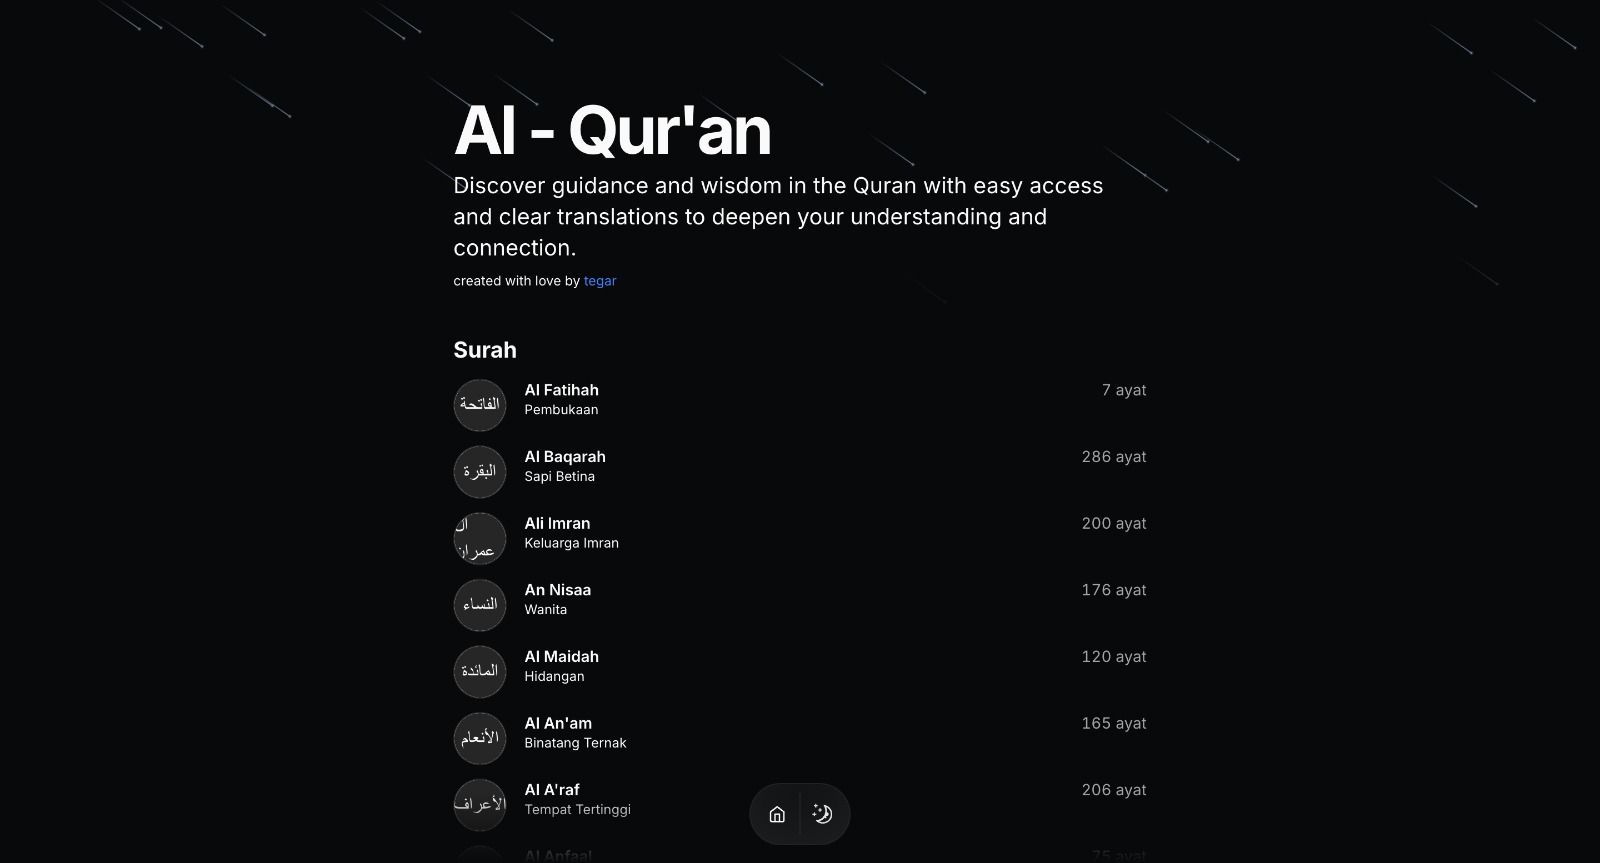 Al - Qur'an
Discover guidance and wisdom in the Quran with easy access
and clear translations to deepen your understanding and
connection.
created with love by tegar
Surah
الفاتحة
Al Fatihah
7 ayat
Pembukaan
البقرة
Al Baqarah
286 ayat
Sapi Betina
اٰل
عمران
Ali Imran
200 ayat
Keluarga Imran
النساء
An Nisaa
176 ayat
Wanita
المائدة
Al Maidah
120 ayat
Hidangan
الأنعام
Al An'am
165 ayat
Binatang Ternak
الأعراف
Al A'raf
206 ayat
Tempat Tertinggi
Al Anfaal
75 ayat